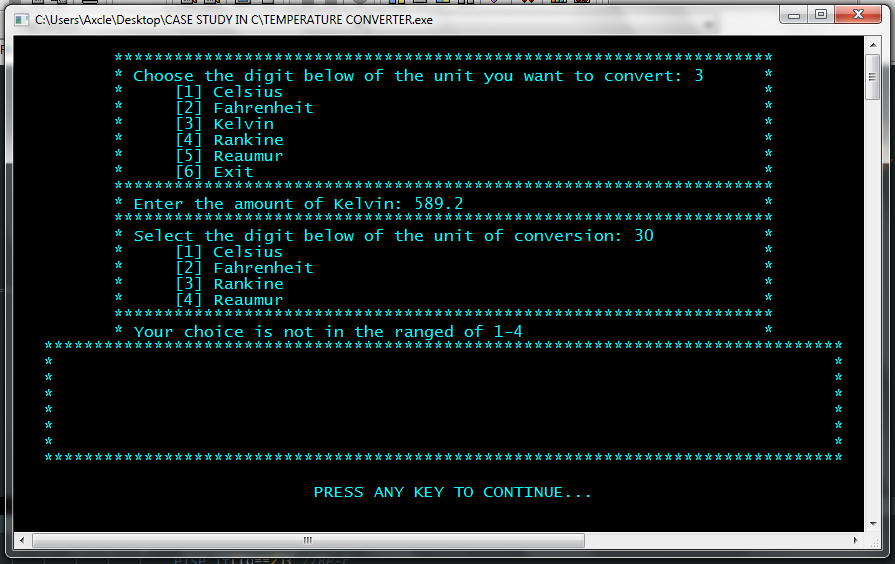 C:\Users\Axcle\Desktop\CASE STUDY IN C\TEMPERATURE CONVERTER.exe
******************************************************************
* Choose the digit below of the unit you want to convert: 3 *
* [1] Celsius *
* [2] Fahrenheit *
* [3] Kelvin *
* [4] Rankine *
* [5] Reaumur *
* [6] Exit *
******************************************************************
* Enter the amount of Kelvin: 589.2 *
******************************************************************
* Select the digit below of the unit of conversion: 30 *
* [1] Celsius *
* [2] Fahrenheit *
* [3] Rankine *
* [4] Reaumur *
******************************************************************
* Your choice is not in the ranged of 1-4 *
********************************************************************************
* *
* *
* *
* *
* *
* *
********************************************************************************
PRESS ANY KEY TO CONTINUE...